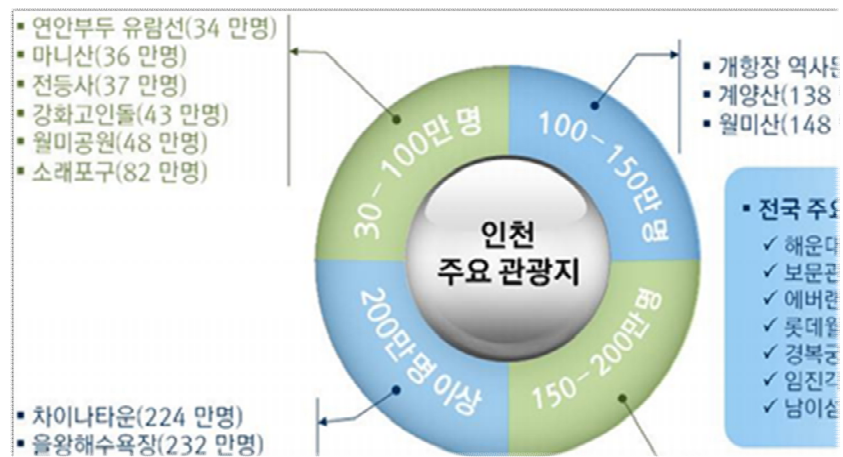 ▪ 연안부두 유람선(34 만명)
▪ 마니산(36 만명)
▪ 전등사(37 만명)
▪ 강화고인돌(43 만명)
▪ 월미공원(48 만명)
▪ 소래포구(82 만명)
30-100만 명
100-150만 명
▪ 개항장 역사
▪ 계양산(138
▪ 월미산(148
인천
주요 관광지
▪ 전국 주요
✓ 해운대
✓ 보문관
✓ 에버랜
✓ 롯데월
✓ 경복궁
✓ 임진각
✓ 남이섬
200만명 이상
150-200만 명
▪ 차이나타운(224 만명)
▪ 을왕해수욕장(232 만명)